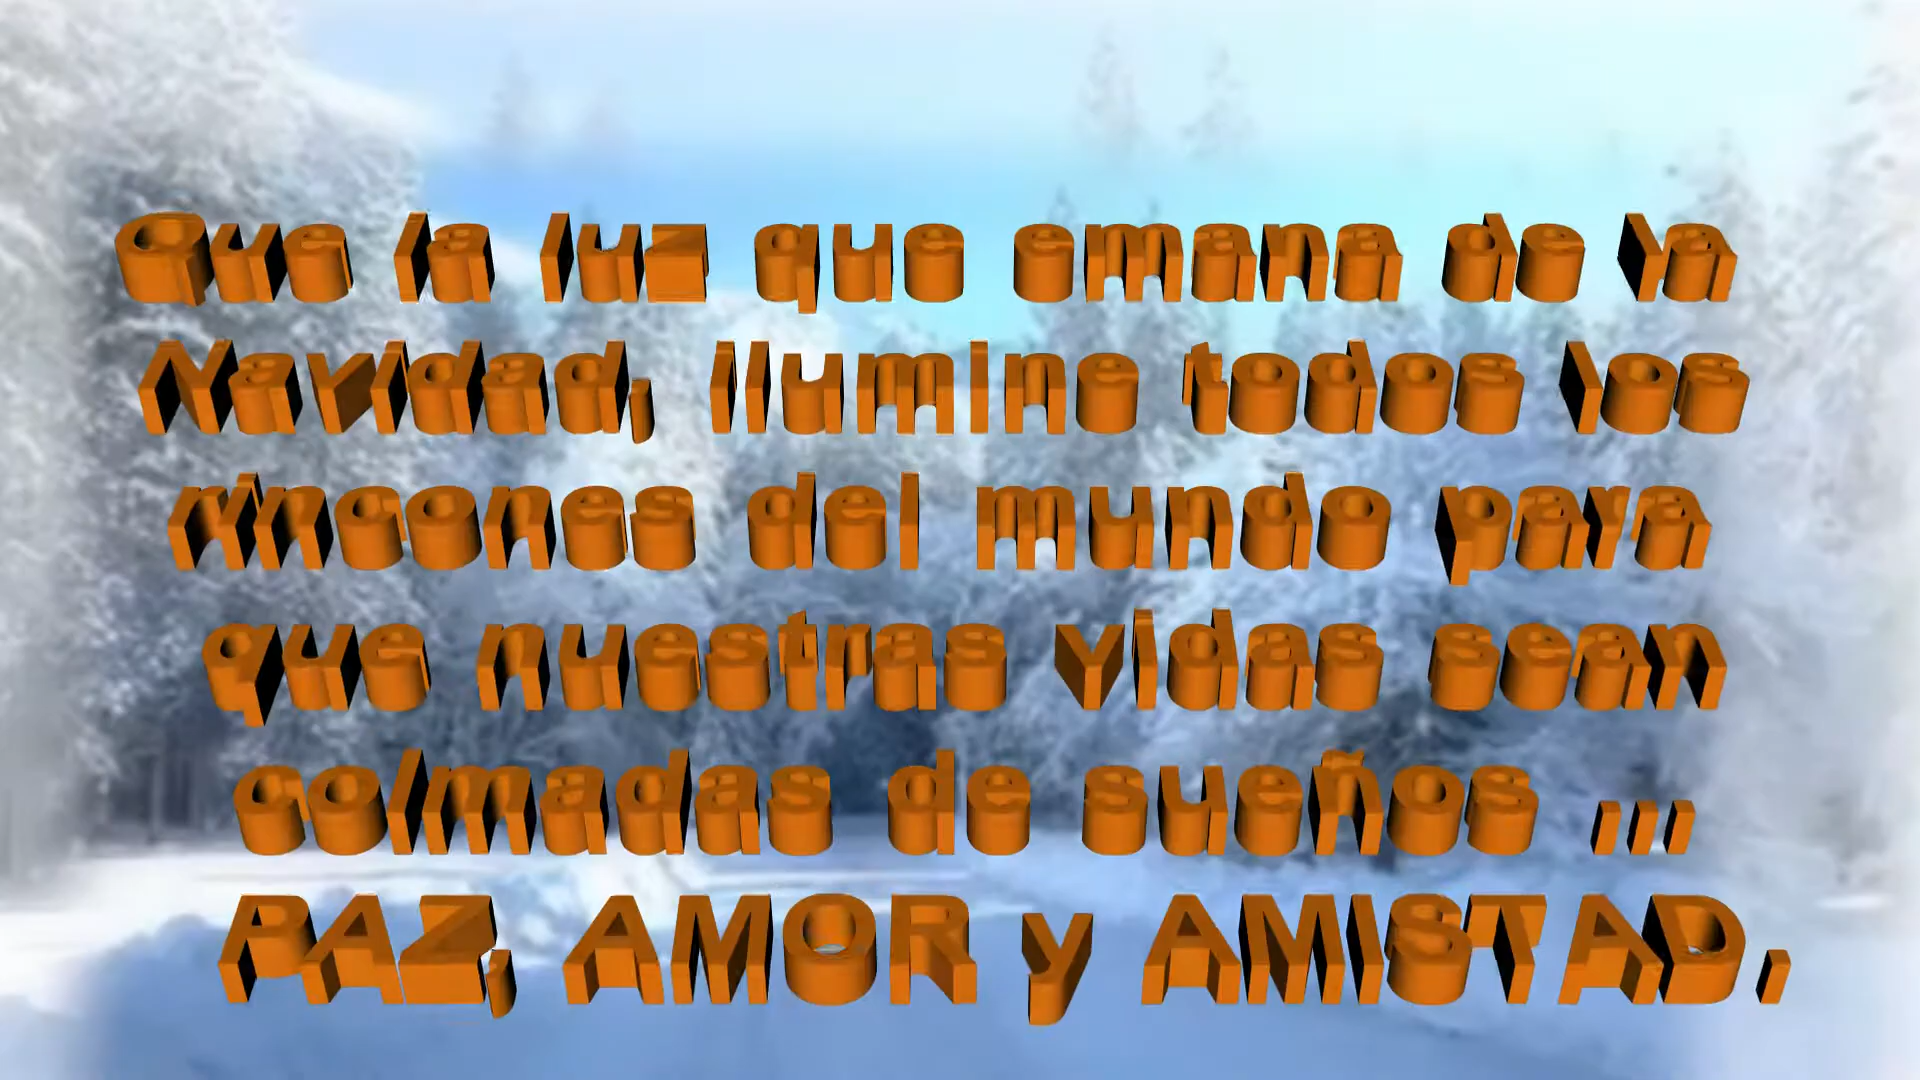 Que la luz que emana de la
Navidad, ilumine todos los
rincones del mundo para
que nuestras vidas sean
colmadas de sueños ...
PAZ, AMOR y AMISTAD.